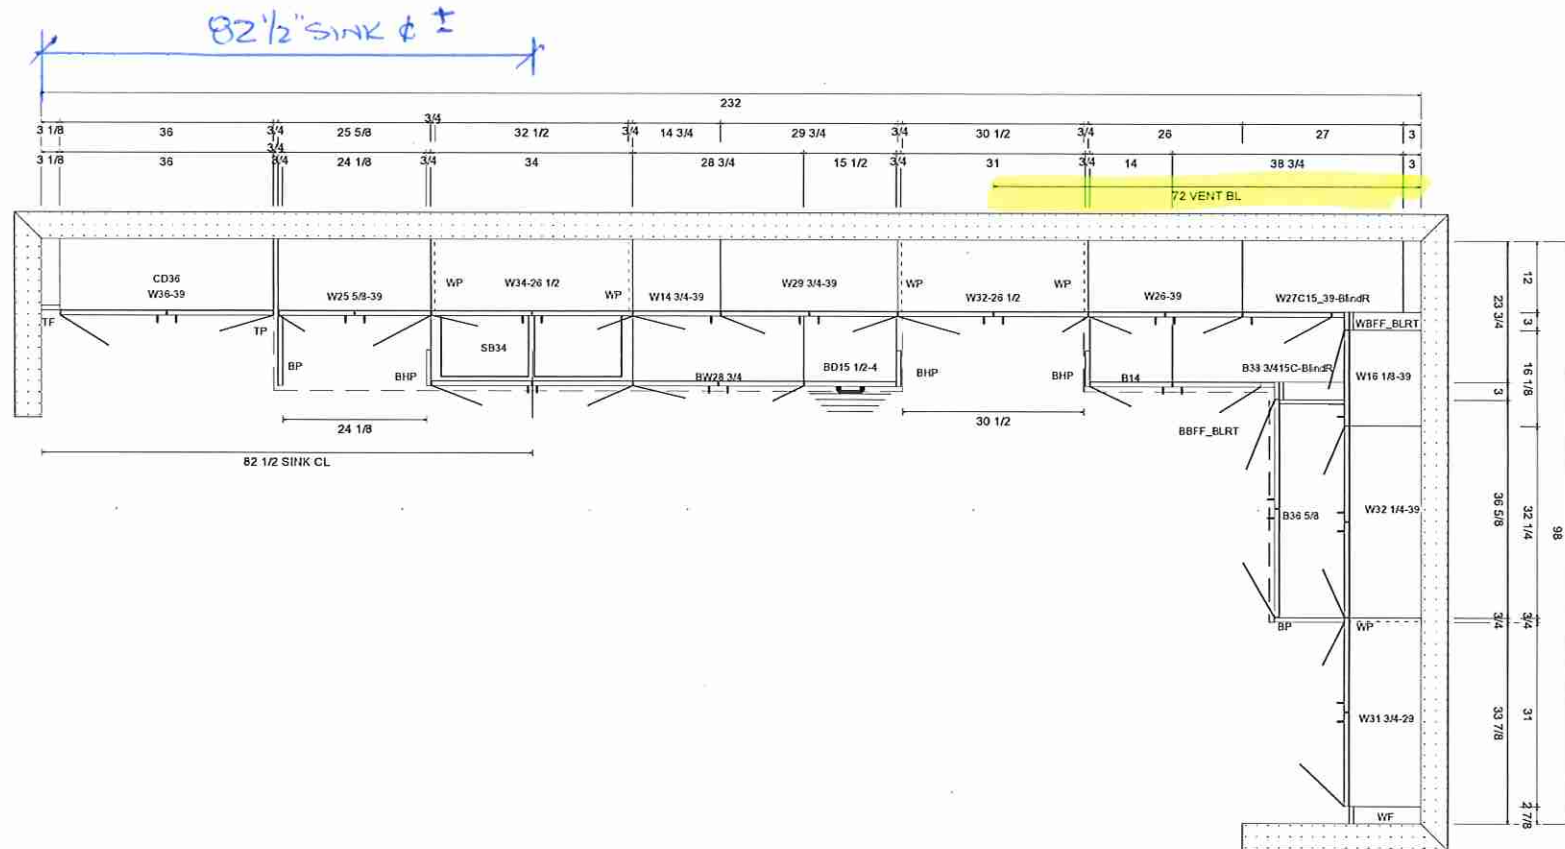 82 1/2" SINK ₵ ±
232
3/4
3 1/8 36 3/4 25 5/8 32 1/2 3/4 14 3/4 29 3/4 3/4 30 1/2 3/4 26 27 3
3/4
3 1/8 36 3/4 24 1/8 3/4 34 28 3/4 15 1/2 3/4 31 3/4 14 38 3/4 3
72 VENT BL
CD36
W36-39
W25 5/8-39
WP
W34-26 1/2
WP
W14 3/4-39
W29 3/4-39
WP
W32-26 1/2
WP
W26-39
W27C15_39-BlindR
TF
TP
BP
BHP
SB34
BW28 3/4
BD15 1/2-4
BHP
BHP
B14
B38 3/415C-BlindR
WBFF_BLRT
W16 1/8-39
24 1/8
30 1/2
BBFF_BLRT
82 1/2 SINK CL
B36 5/8
W32 1/4-39
BP
WP
W31 3/4-29
WF
23 3/4
3
36 5/8
3/4
33 7/8
12
3
16 1/8
32 1/4
3/4
31
2 7/8
98